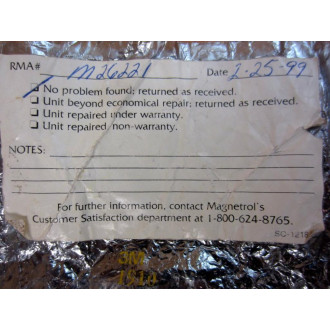 RMA# M26221 Date 2-25-99
No problem found; returned as received.
Unit beyond economical repair; returned as received.
Unit repaired under warranty.
Unit repaired, non-warranty.
NOTES:
For further information, contact Magnetrol's
Customer Satisfaction department at 1-800-624-8765.
3M